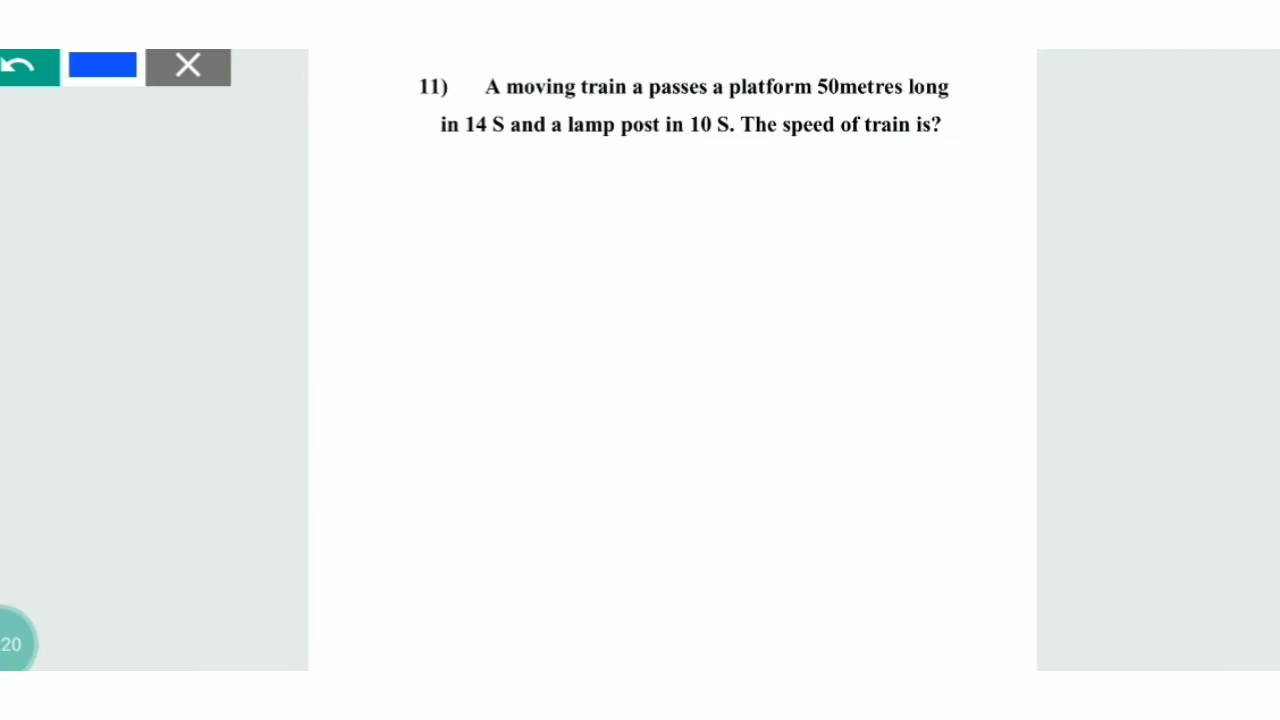 11) A moving train a passes a platform 50metres long
in 14 S and a lamp post in 10 S. The speed of train is?
20